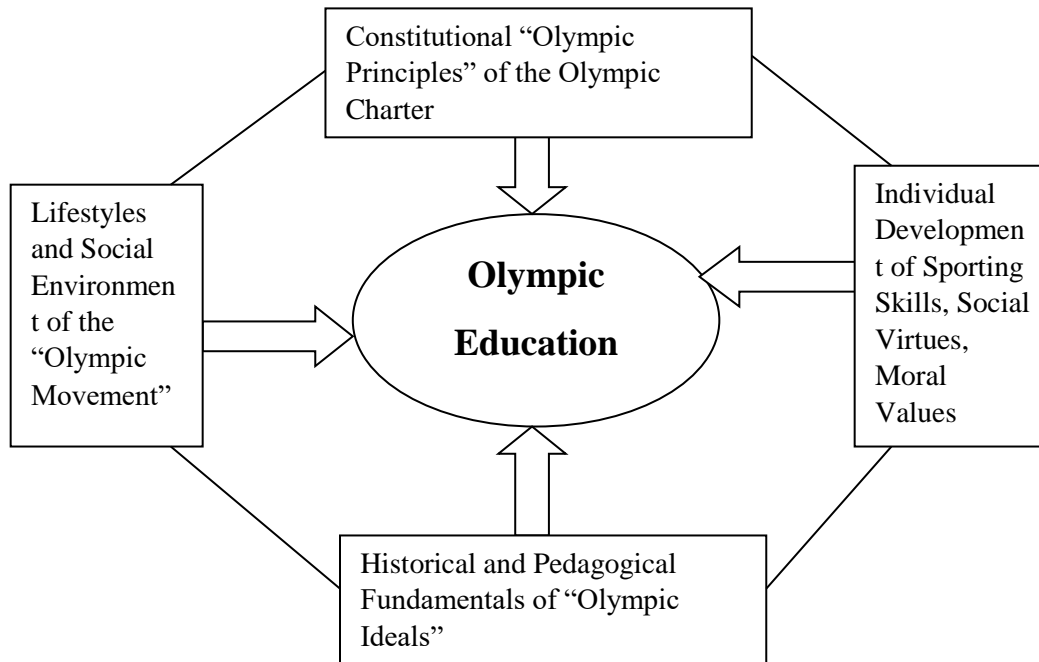 Constitutional “Olympic
Principles” of the Olympic
Charter
Lifestyles
and Social
Environmen
t of the
“Olympic
Movement”
Olympic
Education
Individual
Developmen
t of Sporting
Skills, Social
Virtues,
Moral
Values
Historical and Pedagogical
Fundamentals of “Olympic
Ideals”